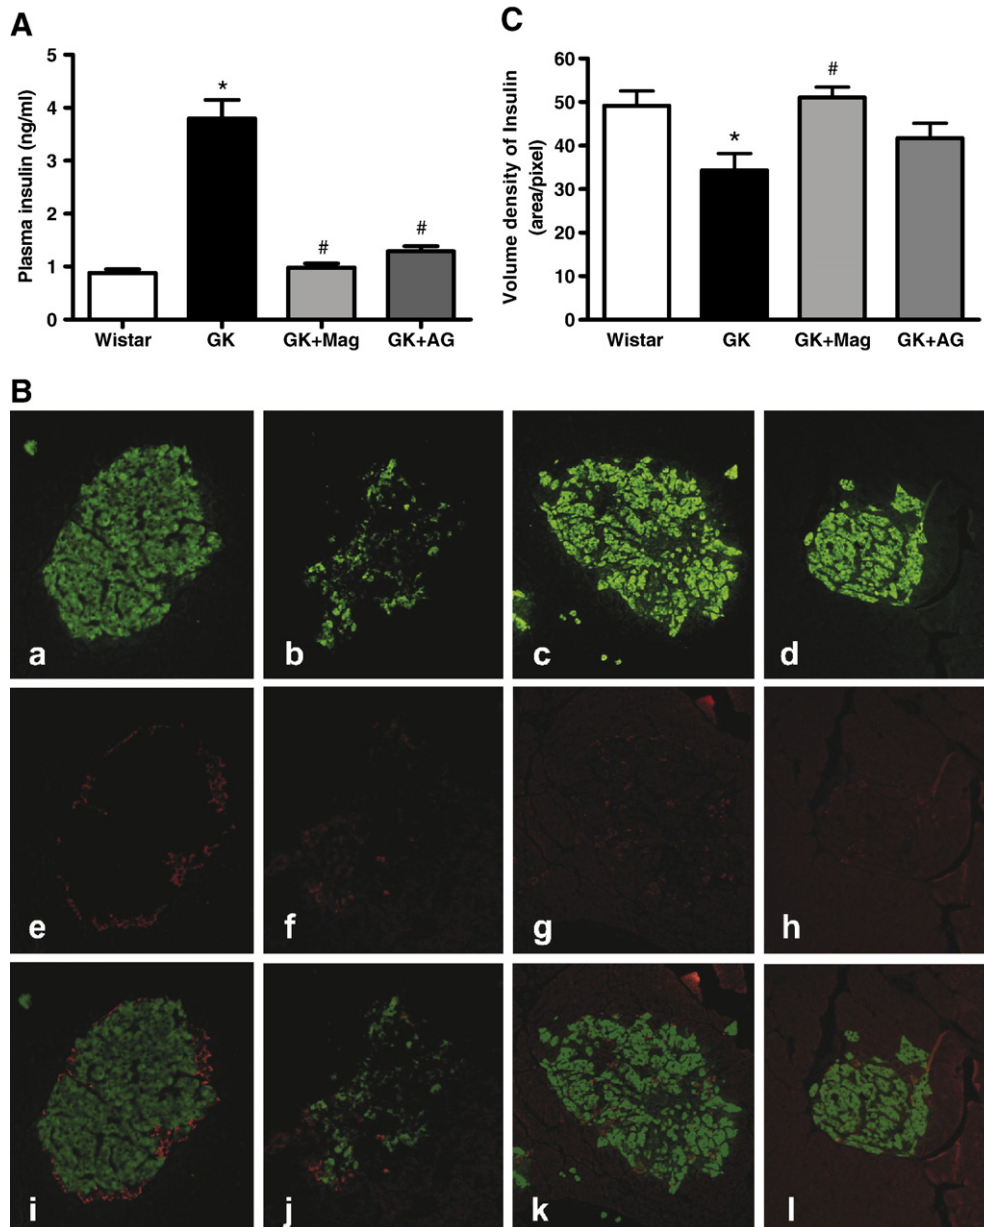 A
Plasma insulin (ng/ml)
5
4
3
2
1
0
*
#
#
Wistar GK GK+Mag GK+AG
C
Volume density of Insulin
(area/pixel)
60
50
40
30
20
10
0
*
#
Wistar GK GK+Mag GK+AG
B
a b c d
e f g h
i j k l